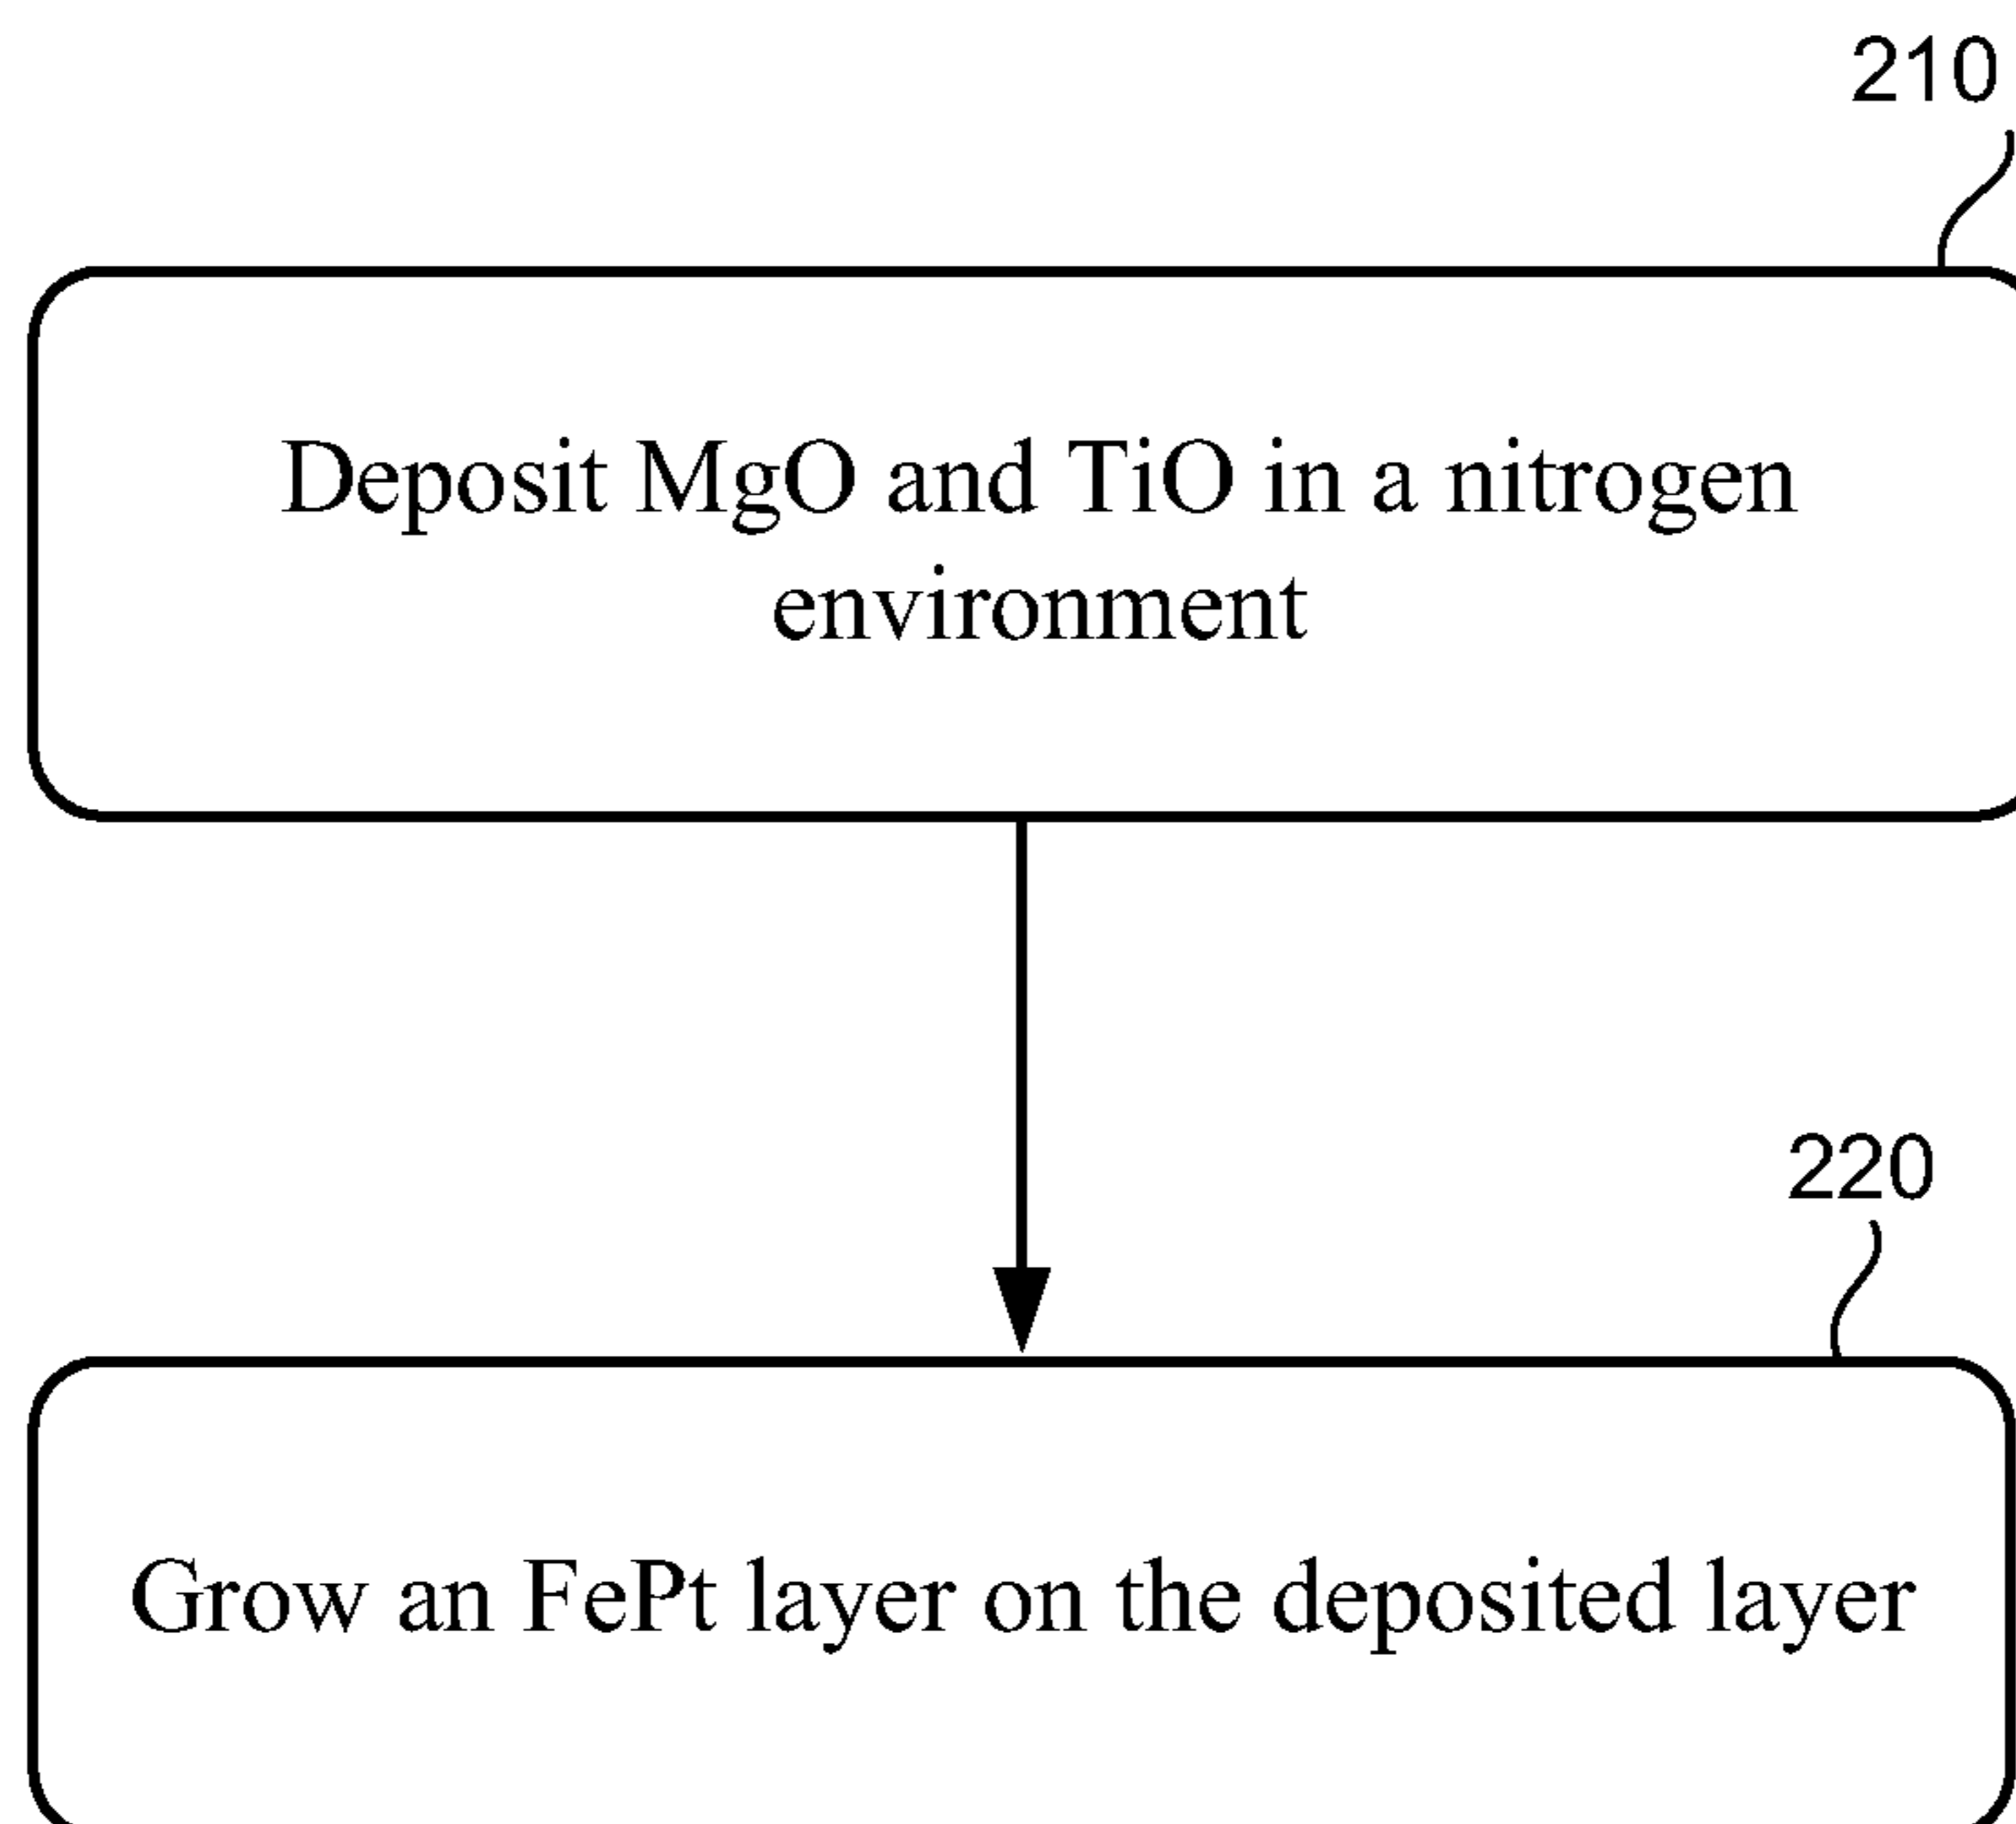 210
Deposit MgO and TiO in a nitrogen
environment
220
Grow an FePt layer on the deposited layer